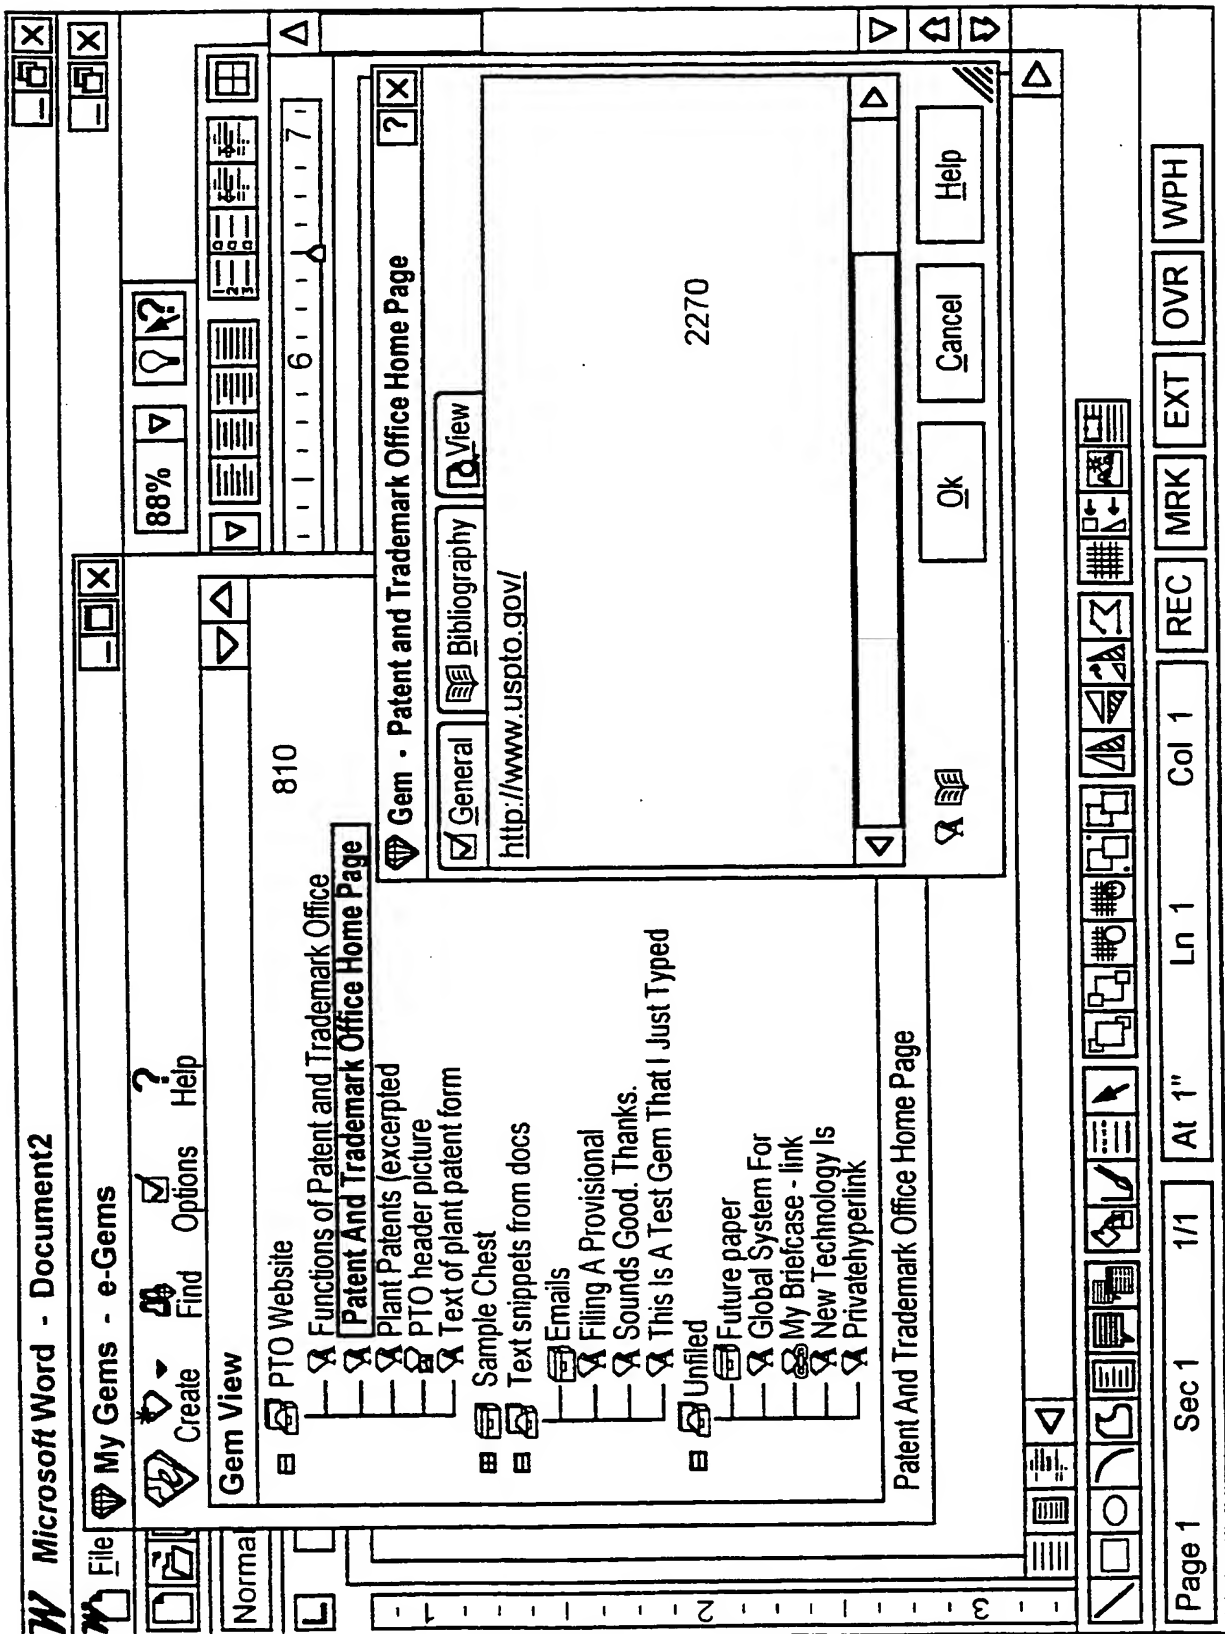 Microsoft Word - Document2
File
My Gems - e-Gems
Create
Find
Options
Help
88%
Norma
Gem View
L
6
7
810
PTO Website
Functions of Patent and Trademark Office
Patent And Trademark Office Home Page
Plant Patents (excerpted
PTO header picture
Text of plant patent form
Sample Chest
Text snippets from docs
Emails
Filing A Provisional
Sounds Good. Thanks.
This Is A Test Gem That I Just Typed
Unfiled
Future paper
Global System For
My Briefcase - link
New Technology Is
Privatehyperlink
Patent And Trademark Office Home Page
Gem - Patent and Trademark Office Home Page
General
Bibliography
View
http://www.uspto.gov/
2270
Ok
Cancel
Help
1
2
3
Page 1 Sec 1 1/1 At 1" Ln 1 Col 1 REC MRK EXT OVR WPH